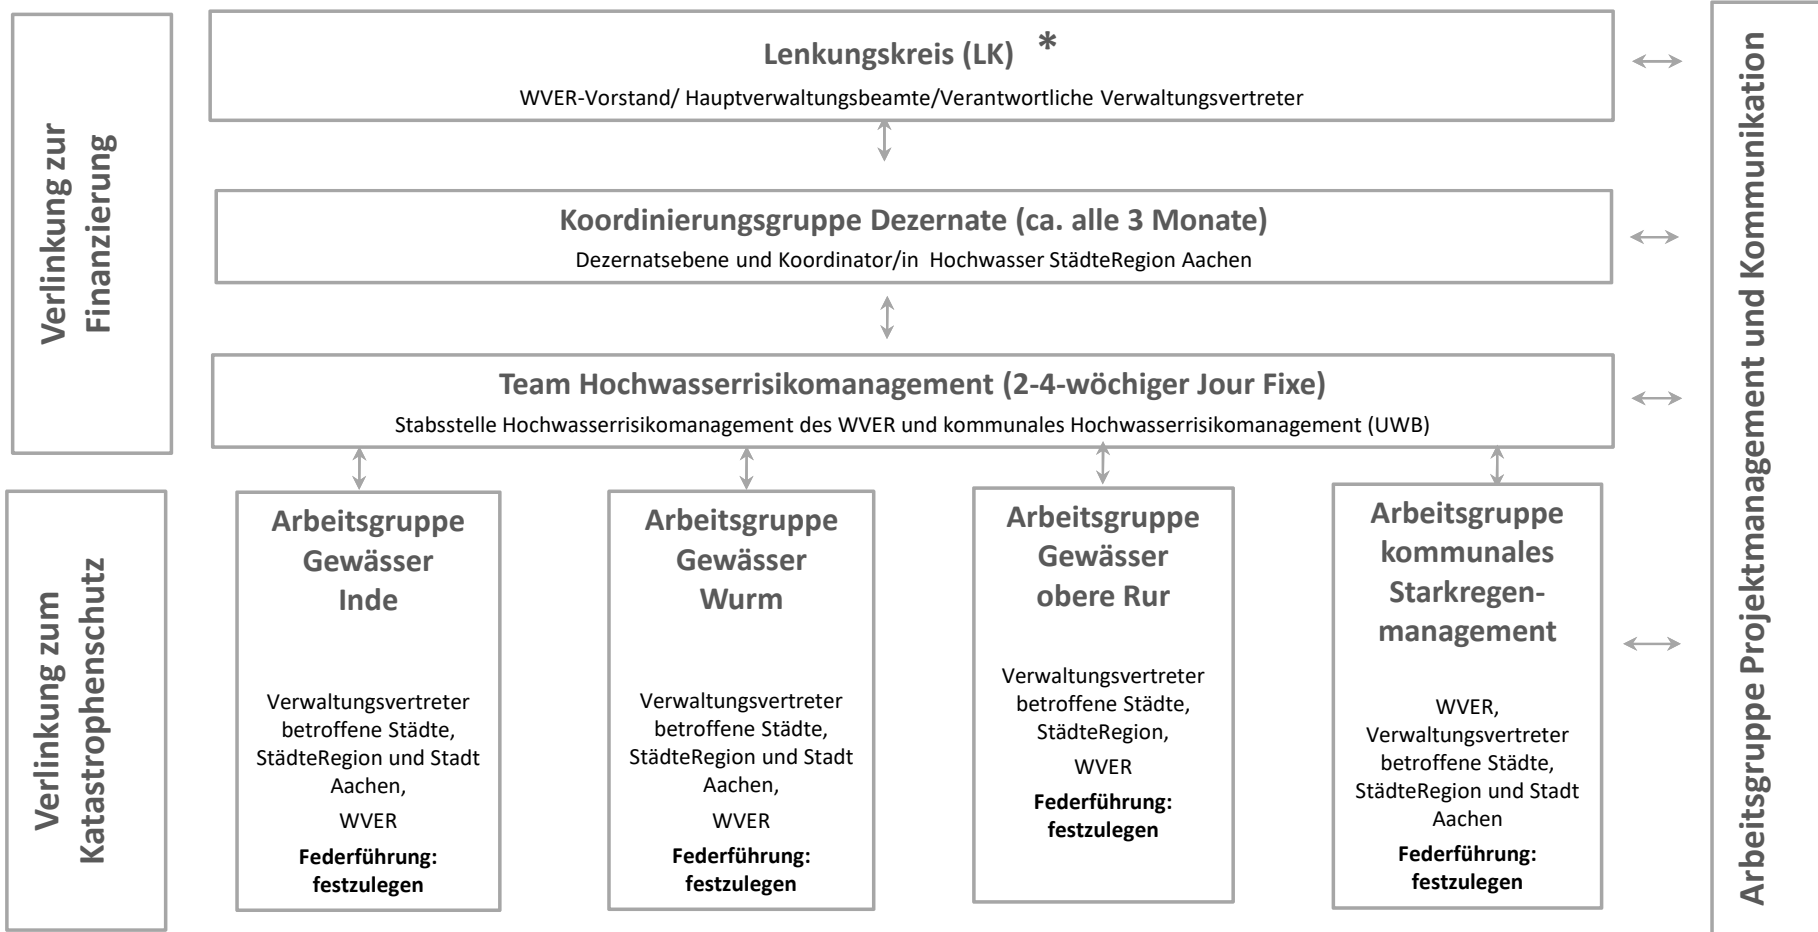 Verlinkung zur
Finanzierung
Lenkungskreis (LK) *
WVER-Vorstand/ Hauptverwaltungsbeamte/Verantwortliche Verwaltungsvertreter
Koordinierungsgruppe Dezernate (ca. alle 3 Monate)
Dezernatsebene und Koordinator/in Hochwasser StädteRegion Aachen
Team Hochwasserrisikomanagement (2-4-wöchiger Jour Fixe)
Stabsstelle Hochwasserrisikomanagement des WVER und kommunales Hochwasserrisikomanagement (UWB)
Verlinkung zum
Katastrophenschutz
Arbeitsgruppe
Gewässer
Inde
Verwaltungsvertreter
betroffene Städte,
StädteRegion und Stadt
Aachen,
WVER
Federführung:
festzulegen
Arbeitsgruppe
Gewässer
Wurm
Verwaltungsvertreter
betroffene Städte,
StädteRegion und Stadt
Aachen,
WVER
Federführung:
festzulegen
Arbeitsgruppe
Gewässer
obere Rur
Verwaltungsvertreter
betroffene Städte,
StädteRegion,
WVER
Federführung:
festzulegen
Arbeitsgruppe
kommunales
Starkregen-
management
WVER,
Verwaltungsvertreter
betroffene Städte,
StädteRegion und Stadt
Aachen
Federführung:
festzulegen
Arbeitsgruppe Projektmanagement und Kommunikation